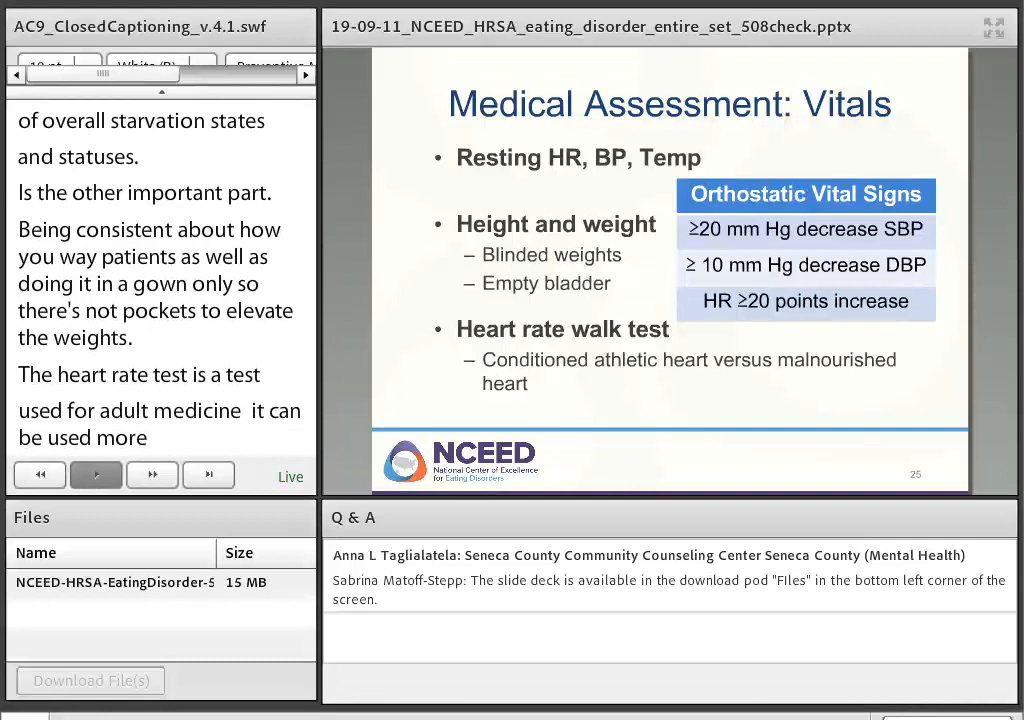 AC9_ClosedCaptioning_v.4.1.swf
of overall starvation states
and statuses.
Is the other important part.
Being consistent about how
you way patients as well as
doing it in a gown only so
there's not pockets to elevate
the weights.
The heart rate test is a test
used for adult medicine it can
be used more
Live
19-09-11_NCEED_HRSA_eating_disorder_entire_set_508check.pptx
Medical Assessment: Vitals
• Resting HR, BP, Temp
• Height and weight
– Blinded weights
– Empty bladder
• Heart rate walk test
– Conditioned athletic heart versus malnourished
heart
Orthostatic Vital Signs
≥20 mm Hg decrease SBP
≥ 10 mm Hg decrease DBP
HR ≥20 points increase
NCEED
National Center of Excellence
for Eating Disorders
25
Files
Name Size
NCEED-HRSA-EatingDisorder-5 15 MB
Download File(s)
Q & A
Anna L Taglialatela: Seneca County Community Counseling Center Seneca County (Mental Health)
Sabrina Matoff-Stepp: The slide deck is available in the download pod "FIles" in the bottom left corner of the
screen.